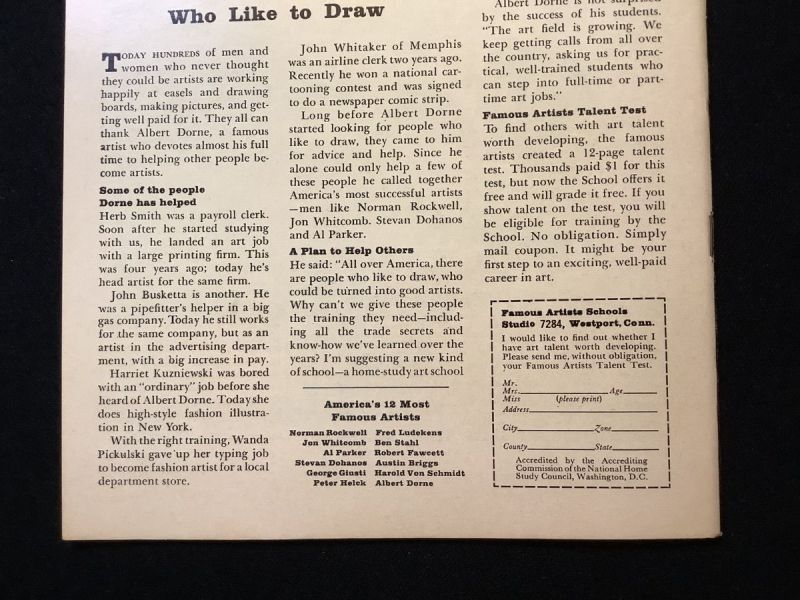 Who Like to Draw
TODAY HUNDREDS of men and
women who never thought
they could be artists are working
happily at easels and drawing
boards, making pictures, and get-
ting well paid for it. They all can
thank Albert Dorne, a famous
artist who devotes almost his full
time to helping other people be-
come artists.
Some of the people
Dorne has helped
Herb Smith was a payroll clerk.
Soon after he started studying
with us, he landed an art job
with a large printing firm. This
was four years ago; today he's
head artist for the same firm.
John Busketta is another. He
was a pipefitter's helper in a big
gas company. Today he still works
for the same company, but as an
artist in the advertising depart-
ment, with a big increase in pay.
Harriet Kuzniewski was bored
with an "ordinary" job before she
heard of Albert Dorne. Today she
does high-style fashion illustra-
tion in New York.
With the right training, Wanda
Pickulski gave up her typing job
to become fashion artist for a local
department store.
John Whitaker of Memphis
was an airline clerk two years ago.
Recently he won a national car-
tooning contest and was signed
to do a newspaper comic strip.
Long before Albert Dorne
started looking for people who
like to draw, they came to him
for advice and help. Since he
alone could only help a few of
these people he called together
America's most successful artists
—men like Norman Rockwell,
Jon Whitcomb, Stevan Dohanos
and Al Parker.
A Plan to Help Others
He said: "All over America, there
are people who like to draw, who
could be turned into good artists.
Why can't we give these people
the training they need—includ-
ing all the trade secrets and
know-how we've learned over the
years? I'm suggesting a new kind
of school—a home-study art school
America's 12 Most
Famous Artists
Norman Rockwell Fred Ludekens
Jon Whitcomb Ben Stahl
Al Parker Robert Fawcett
Stevan Dohanos Austin Briggs
George Giusti Harold Von Schmidt
Peter Helck Albert Dorne
Albert Dorne is not surprised
by the success of his students.
"The art field is growing. We
keep getting calls from all over
the country, asking us for prac-
tical, well-trained students who
can step into full-time or part-
time art jobs."
Famous Artists Talent Test
To find others with art talent
worth developing, the famous
artists created a 12-page talent
test. Thousands paid $1 for this
test, but now the School offers it
free and will grade it free. If you
show talent on the test, you will
be eligible for training by the
School. No obligation. Simply
mail coupon. It might be your
first step to an exciting, well-paid
career in art.
Famous Artists Schools
Studio 7284, Westport, Conn.
I would like to find out whether I
have art talent worth developing.
Please send me, without obligation,
your Famous Artists Talent Test.
Mr.
Mrs. Age
Miss (please print)
Address
City Zone
County State
Accredited by the Accrediting
Commission of the National Home
Study Council, Washington, D.C.